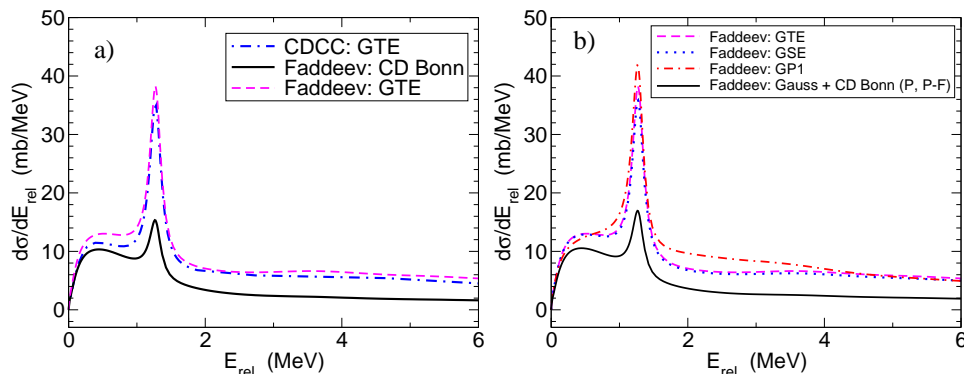 a)
CDCC: GTE
Faddeev: CD Bonn
Faddeev: GTE
50
40
30
20
10
0
dσ/dE_rel (mb/MeV)
0 2 4 6
E_rel (MeV)
b)
Faddeev: GTE
Faddeev: GSE
Faddeev: GP1
Faddeev: Gauss + CD Bonn (P, P-F)
50
40
30
20
10
0
dσ/dE_rel (mb/MeV)
0 2 4 6
E_rel (MeV)